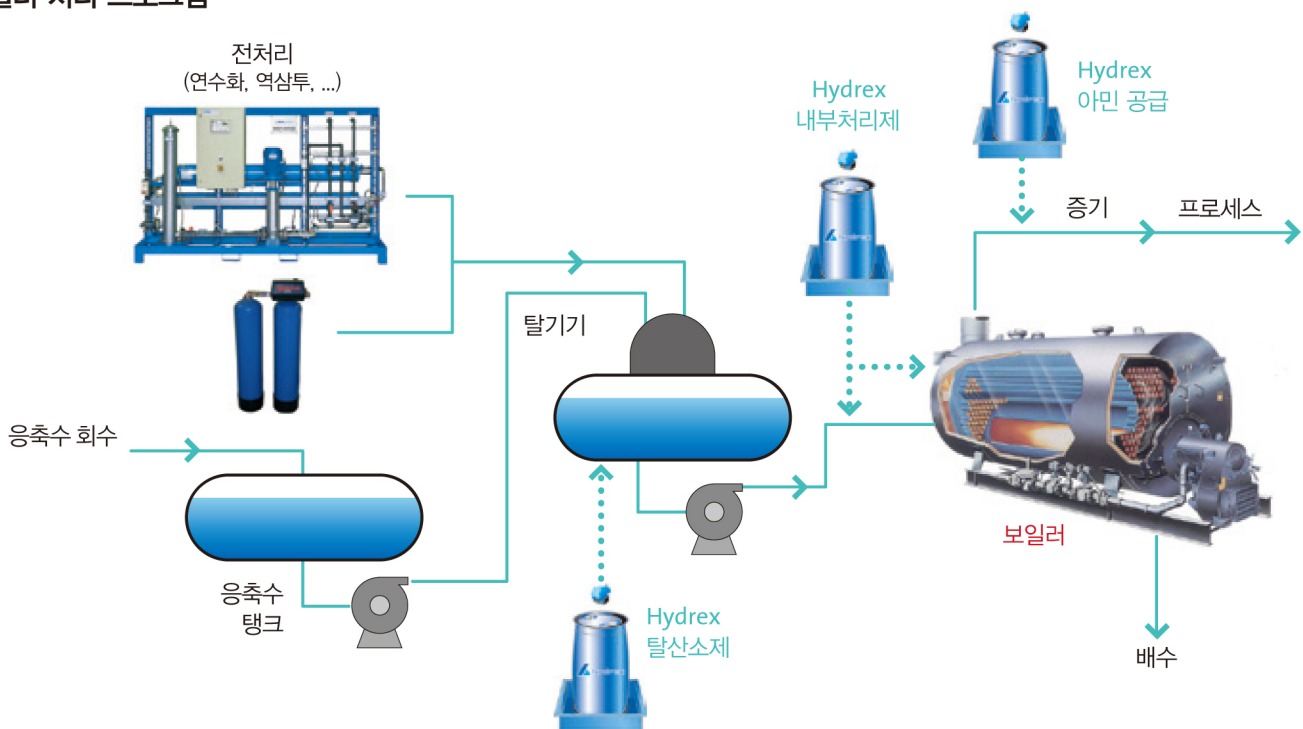 전처리
(연수화, 역삼투, ...)
Hydrex
내부처리제
Hydrex
아민 공급
증기
프로세스
탈기기
응축수 회수
보일러
응축수
탱크
Hydrex
탈산소제
배수